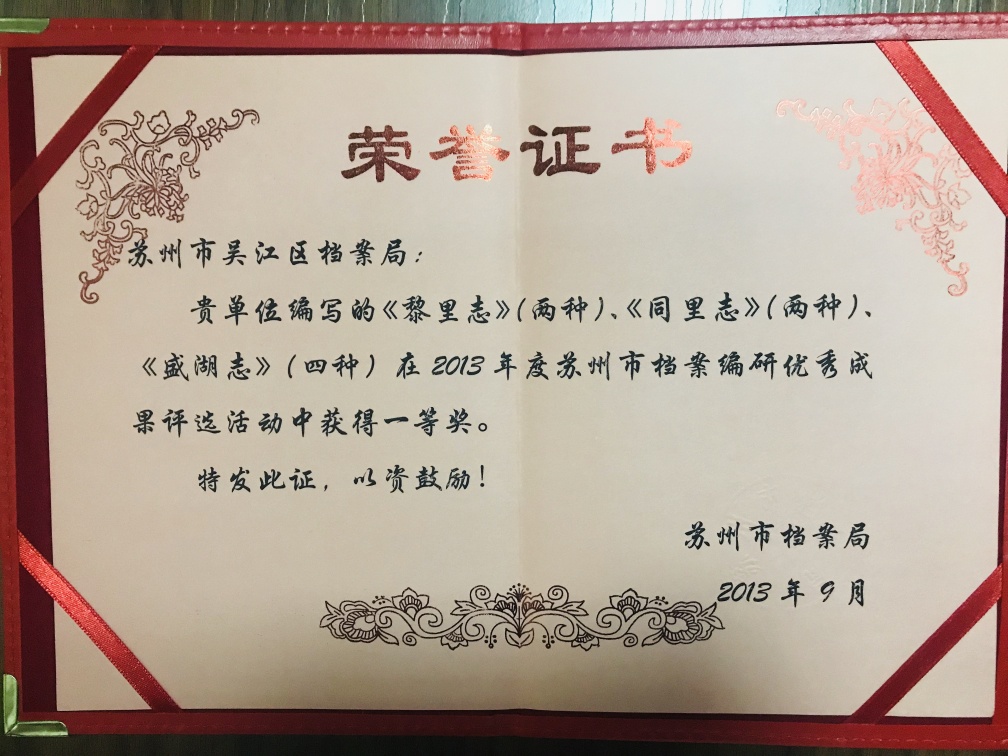 荣誉证书
苏州市吴江区档案局：
贵单位编写的《黎里志》（两种）、《同里志》（两种）、
《盛湖志》（四种）在2013年度苏州市档案编研优秀成
果评选活动中获得一等奖。
特发此证，以资鼓励！
苏州市档案局
2013年9月